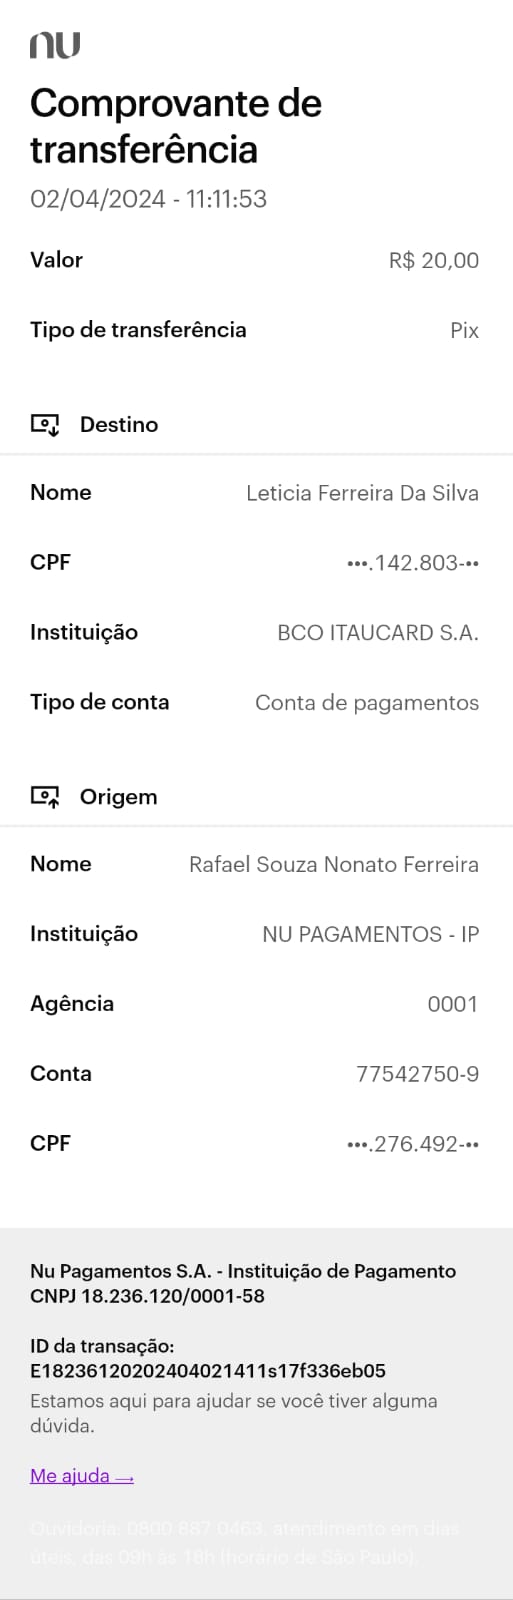 nu
Comprovante de
transferência
02/04/2024 - 11:11:53
Valor R$ 20,00
Tipo de transferência Pix
Destino
Nome Leticia Ferreira Da Silva
CPF •••.142.803-••
Instituição BCO ITAUCARD S.A.
Tipo de conta Conta de pagamentos
Origem
Nome Rafael Souza Nonato Ferreira
Instituição NU PAGAMENTOS - IP
Agência 0001
Conta 77542750-9
CPF •••.276.492-••
Nu Pagamentos S.A. - Instituição de Pagamento
CNPJ 18.236.120/0001-58
ID da transação:
E18236120202404021411s17f336eb05
Estamos aqui para ajudar se você tiver alguma
dúvida.
Me ajuda →
Ouvidoria: 0800 887 0463, atendimento em dias
úteis, das 09h às 18h (horário de São Paulo).